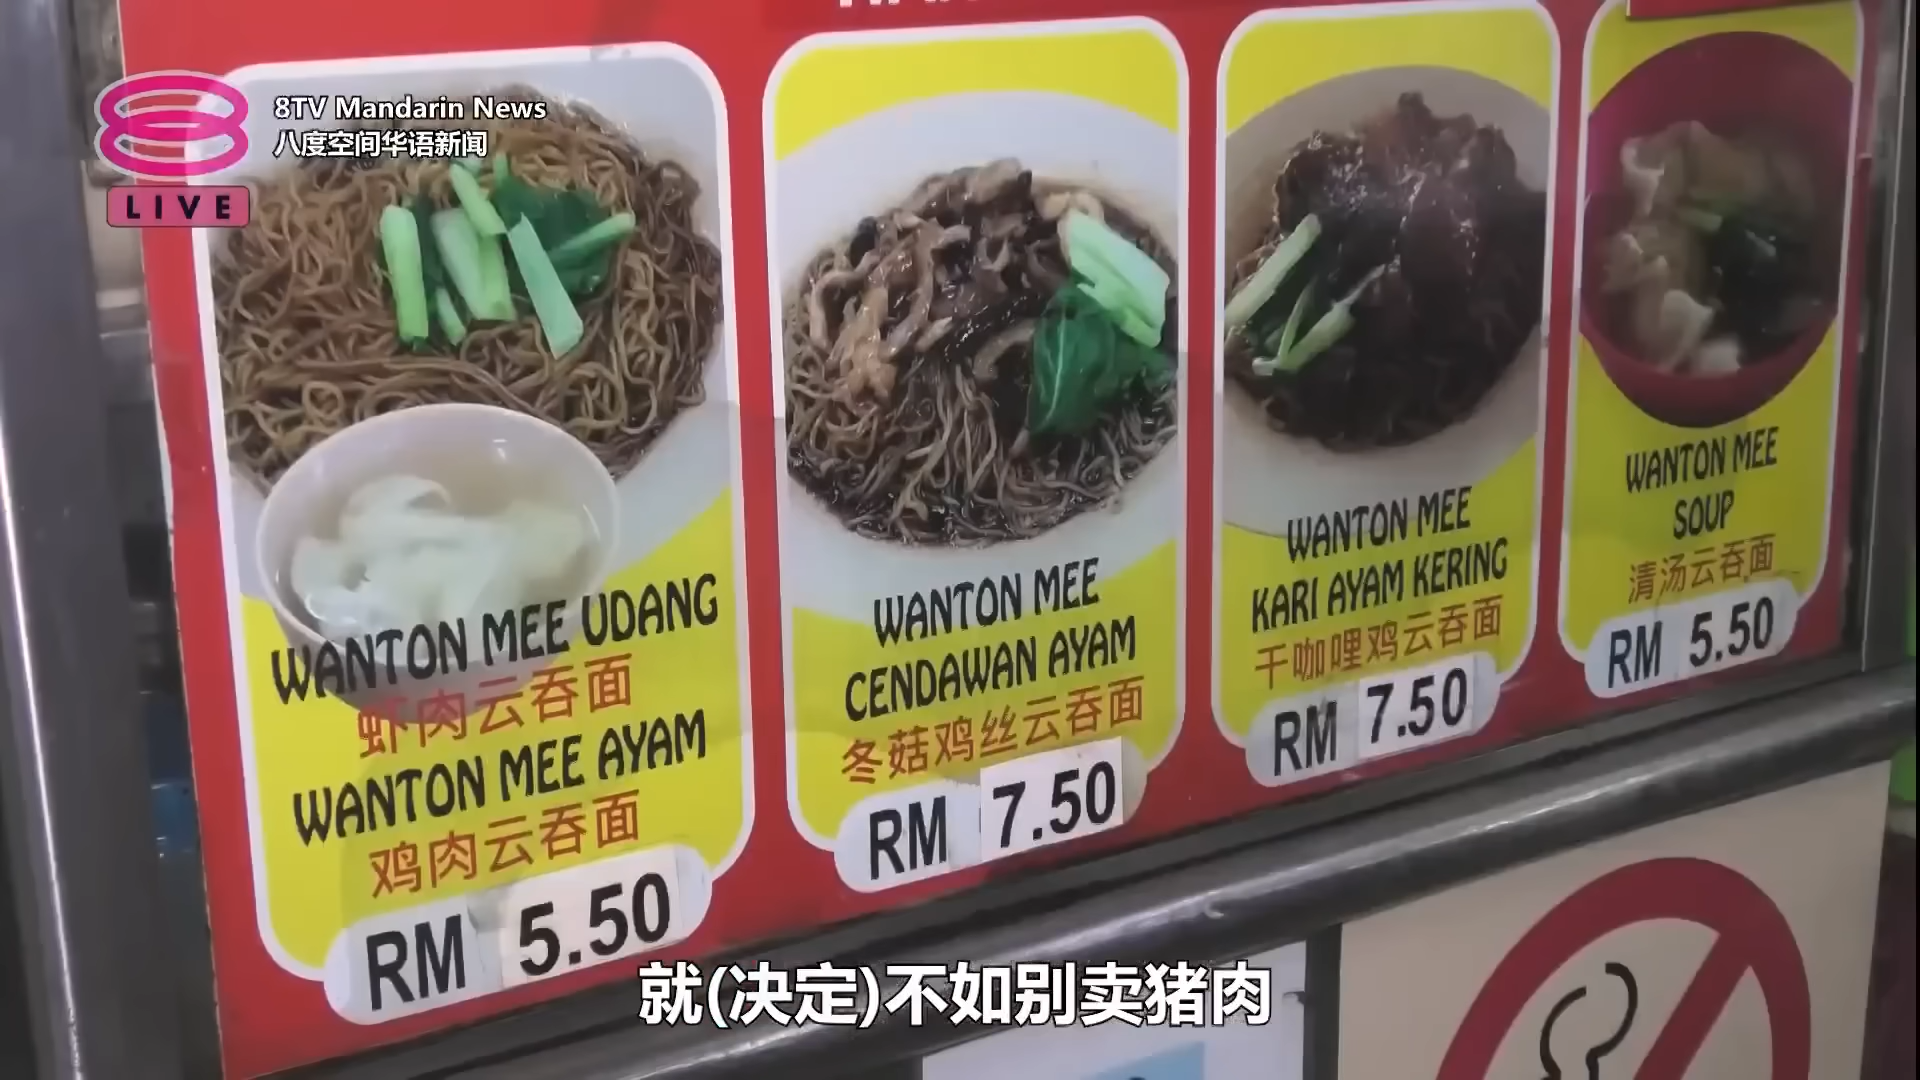 8TV Mandarin News
八度空间华语新闻
LIVE
WANTON MEE UDANG
虾肉云吞面
WANTON MEE AYAM
鸡肉云吞面
RM 5.50
WANTON MEE
CENDAWAN AYAM
冬菇鸡丝云吞面
RM 7.50
WANTON MEE
KARI AYAM KERING
干咖哩鸡云吞面
RM 7.50
WANTON MEE
SOUP
清汤云吞面
RM 5.50
就(决定)不如别卖猪肉